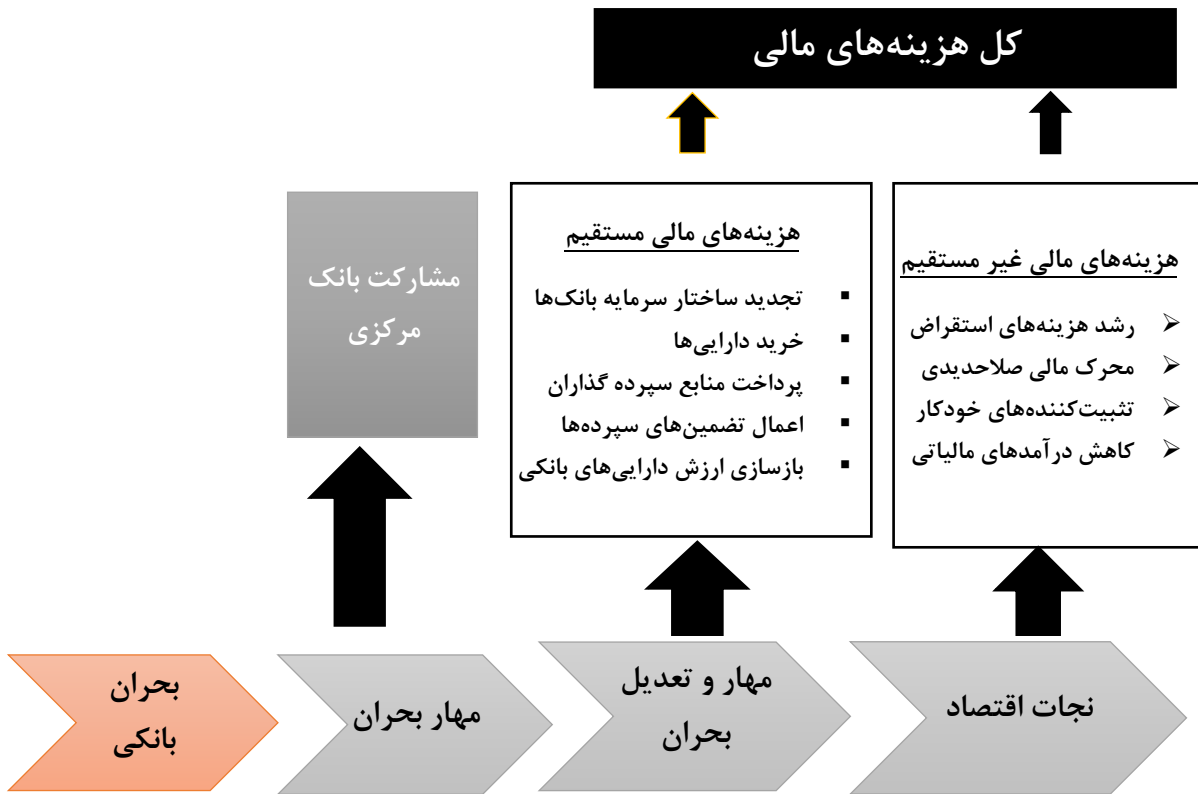 کل هزینه‌های مالی
هزینه‌های مالی غیر مستقیم
رشد هزینه‌های استقراض
محرک مالی صلاحدیدی
تثبیت‌کننده‌های خودکار
کاهش درآمدهای مالیاتی
هزینه‌های مالی مستقیم
تجدید ساختار سرمایه بانک‌ها
خرید دارایی‌ها
پرداخت منابع سپرده گذاران
اعمال تضمین‌های سپرده‌ها
بازسازی ارزش دارایی‌های بانکی
مشارکت بانک
مرکزی
بحران
بانکی
مهار بحران
مهار و تعدیل
بحران
نجات اقتصاد